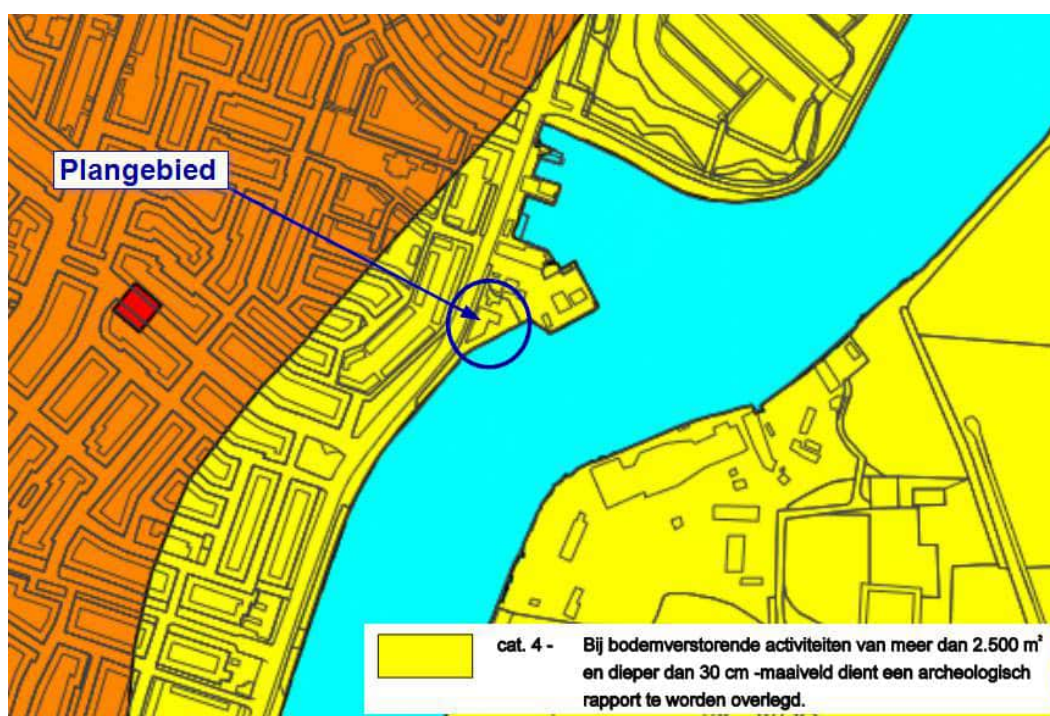 Plangebied
cat. 4 - Bij bodemverstorende activiteiten van meer dan 2.500 m²
en dieper dan 30 cm -maaiveld dient een archeologisch
rapport te worden overlegd.